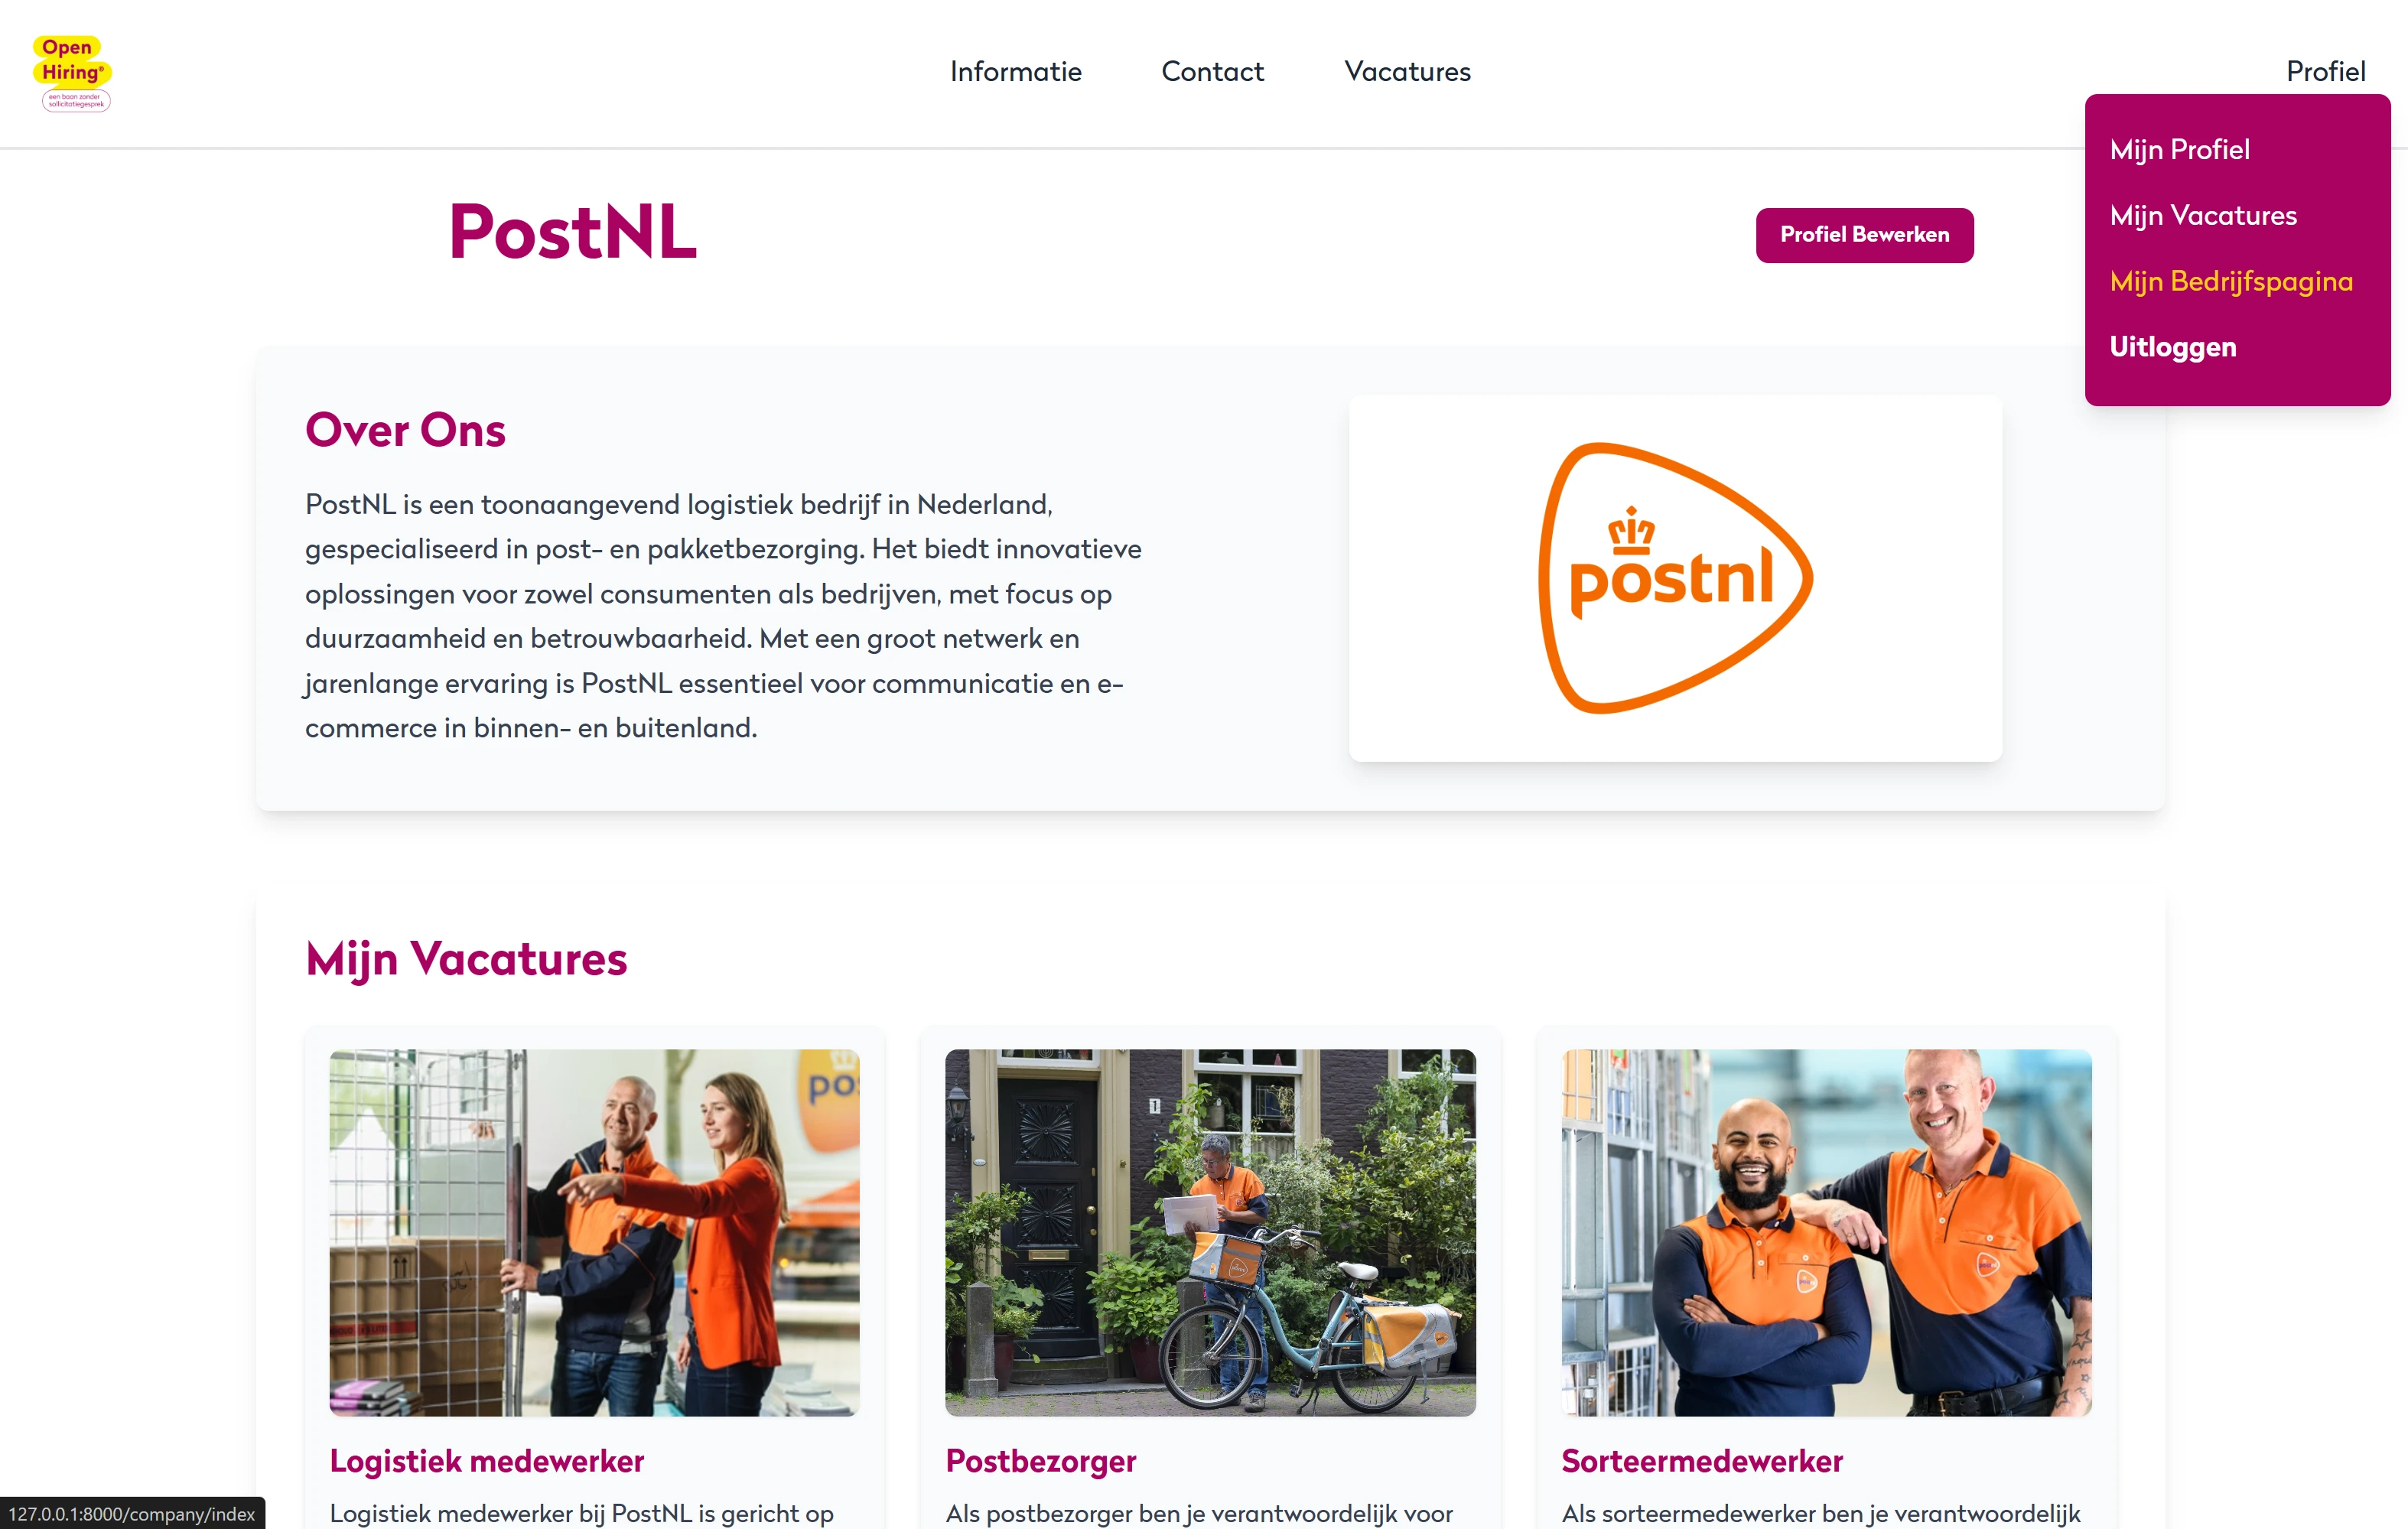 Open
Hiring®
een baan zonder
sollicitatiegesprek
Informatie
Contact
Vacatures
Profiel
Mijn Profiel
Mijn Vacatures
Mijn Bedrijfspagina
Uitloggen
PostNL
Profiel Bewerken
Over Ons
PostNL is een toonaangevend logistiek bedrijf in Nederland,
gespecialiseerd in post- en pakketbezorging. Het biedt innovatieve
oplossingen voor zowel consumenten als bedrijven, met focus op
duurzaamheid en betrouwbaarheid. Met een groot netwerk en
jarenlange ervaring is PostNL essentieel voor communicatie en e-
commerce in binnen- en buitenland.
postnl
Mijn Vacatures
pos
1
Logistiek medewerker
Logistiek medewerker bij PostNL is gericht op
Postbezorger
Als postbezorger ben je verantwoordelijk voor
Sorteermedewerker
Als sorteermedewerker ben je verantwoordelijk
127.0.0.1:8000/company/index